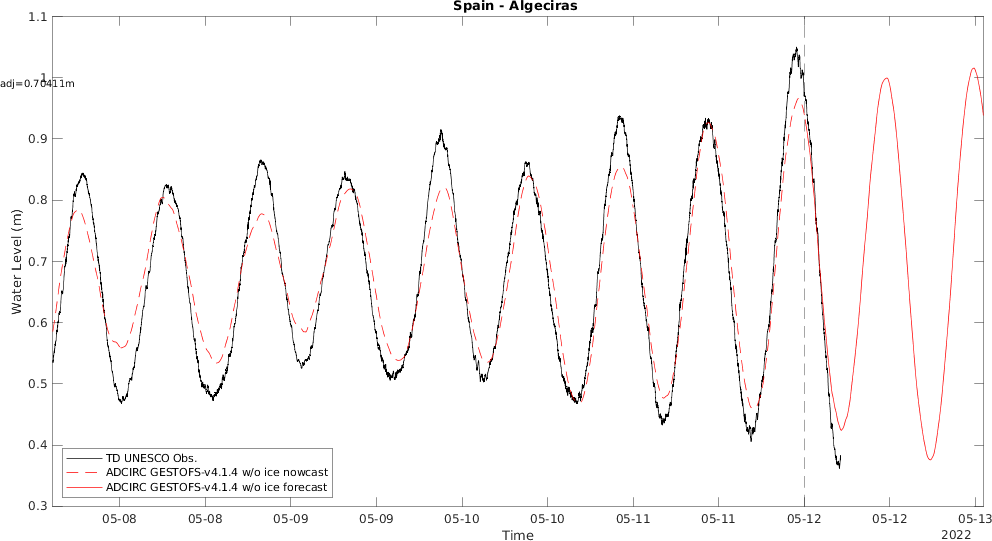 Spain - Algeciras
1.1
1
adj=0.70411m
0.9
0.8
0.7
0.6
0.5
0.4
0.3
Water Level (m)
TD UNESCO Obs.
ADCIRC GESTOFS-v4.1.4 w/o ice nowcast
ADCIRC GESTOFS-v4.1.4 w/o ice forecast
05-08 05-08 05-09 05-09 05-10 05-10 05-11 05-11 05-12 05-12 05-13
Time
2022